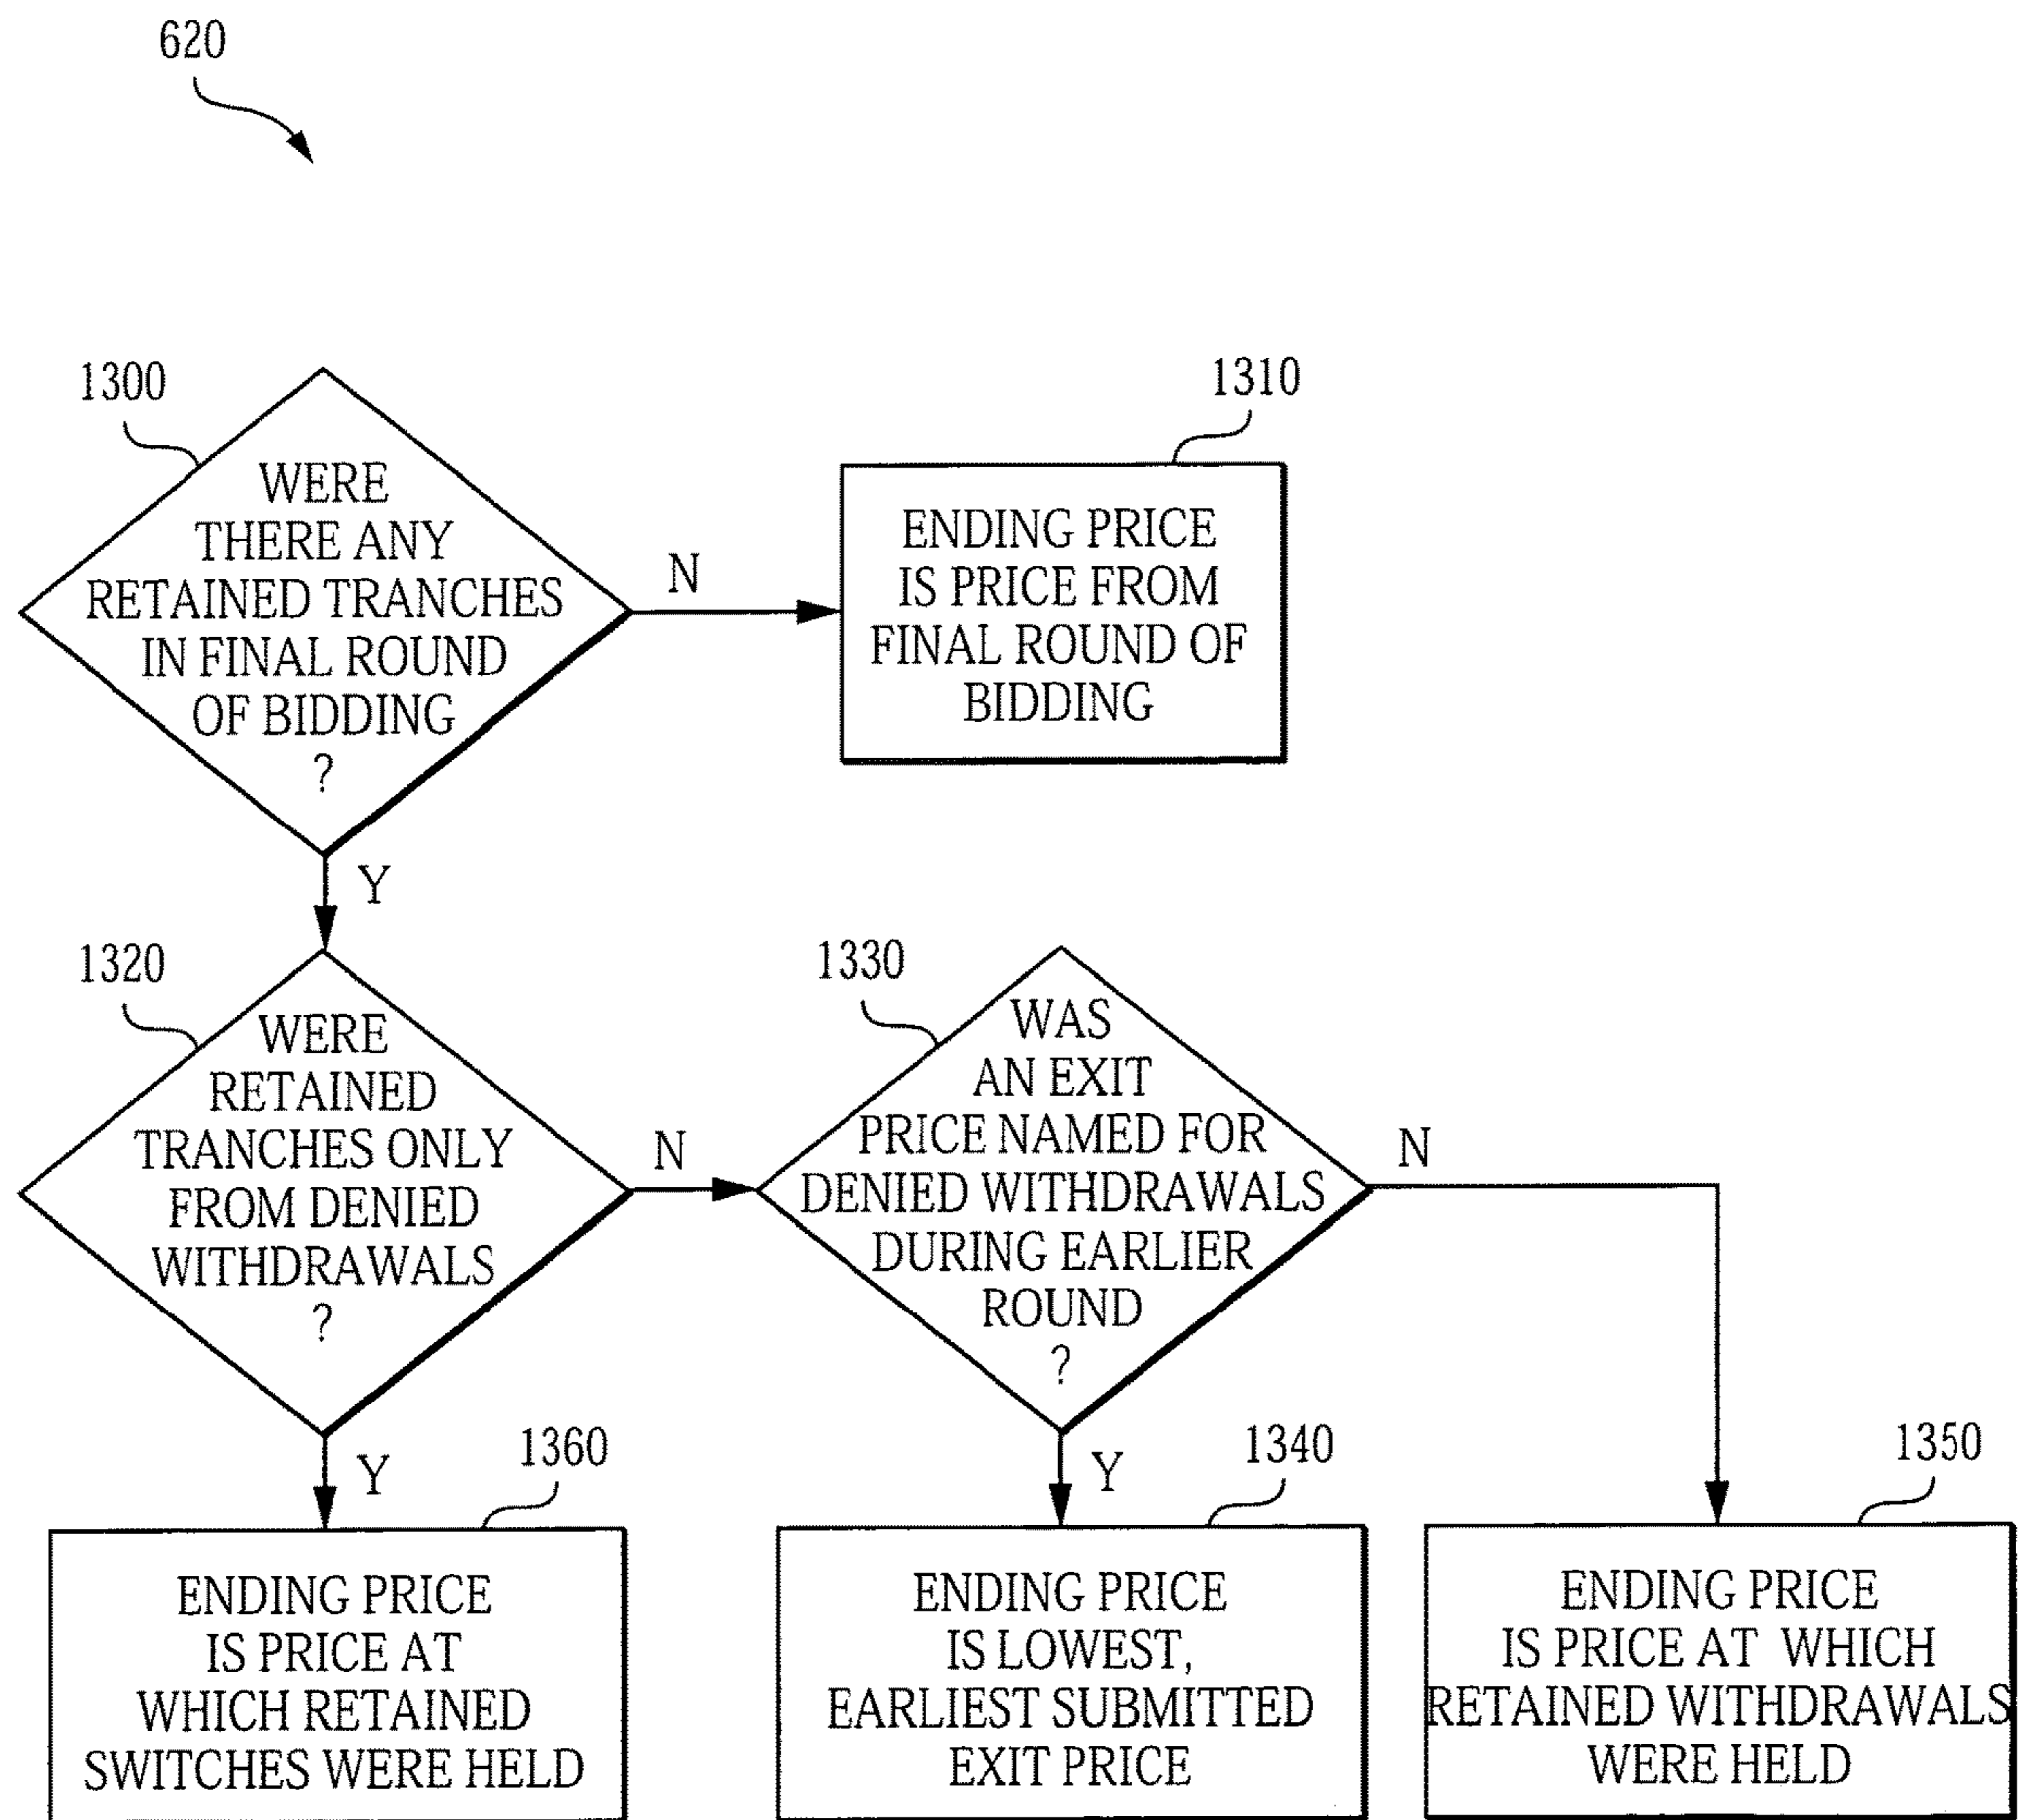 620
1300
WERE
THERE ANY
RETAINED TRANCHES
IN FINAL ROUND
OF BIDDING
?
N
1310
ENDING PRICE
IS PRICE FROM
FINAL ROUND OF
BIDDING
Y
1320
WERE
RETAINED
TRANCHES ONLY
FROM DENIED
WITHDRAWALS
?
N
1330
WAS
AN EXIT
PRICE NAMED FOR
DENIED WITHDRAWALS
DURING EARLIER
ROUND
?
N
Y
1360
ENDING PRICE
IS PRICE AT
WHICH RETAINED
SWITCHES WERE HELD
Y
1340
ENDING PRICE
IS LOWEST,
EARLIEST SUBMITTED
EXIT PRICE
1350
ENDING PRICE
IS PRICE AT WHICH
RETAINED WITHDRAWALS
WERE HELD